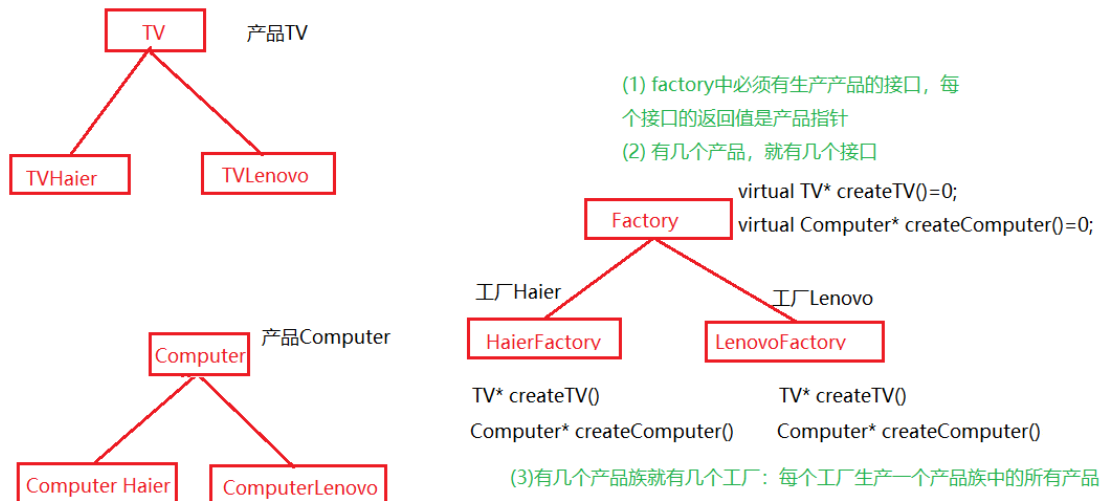 TV
产品TV
TVHaier
TVLenovo
产品Computer
Computer
Computer Haier
ComputerLenovo
(1) factory中必须有生产产品的接口，每
个接口的返回值是产品指针
(2) 有几个产品，就有几个接口
virtual TV* createTV()=0;
Factory
virtual Computer* createComputer()=0;
工厂Haier
工厂Lenovo
HaierFactory
LenovoFactory
TV* createTV()
TV* createTV()
Computer* createComputer()
Computer* createComputer()
(3)有几个产品族就有几个工厂：每个工厂生产一个产品族中的所有产品